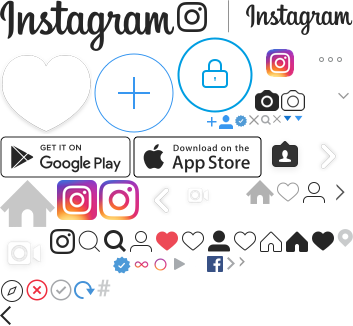 Instagram
Instagram
GET IT ON
Google Play
Download on the
App Store